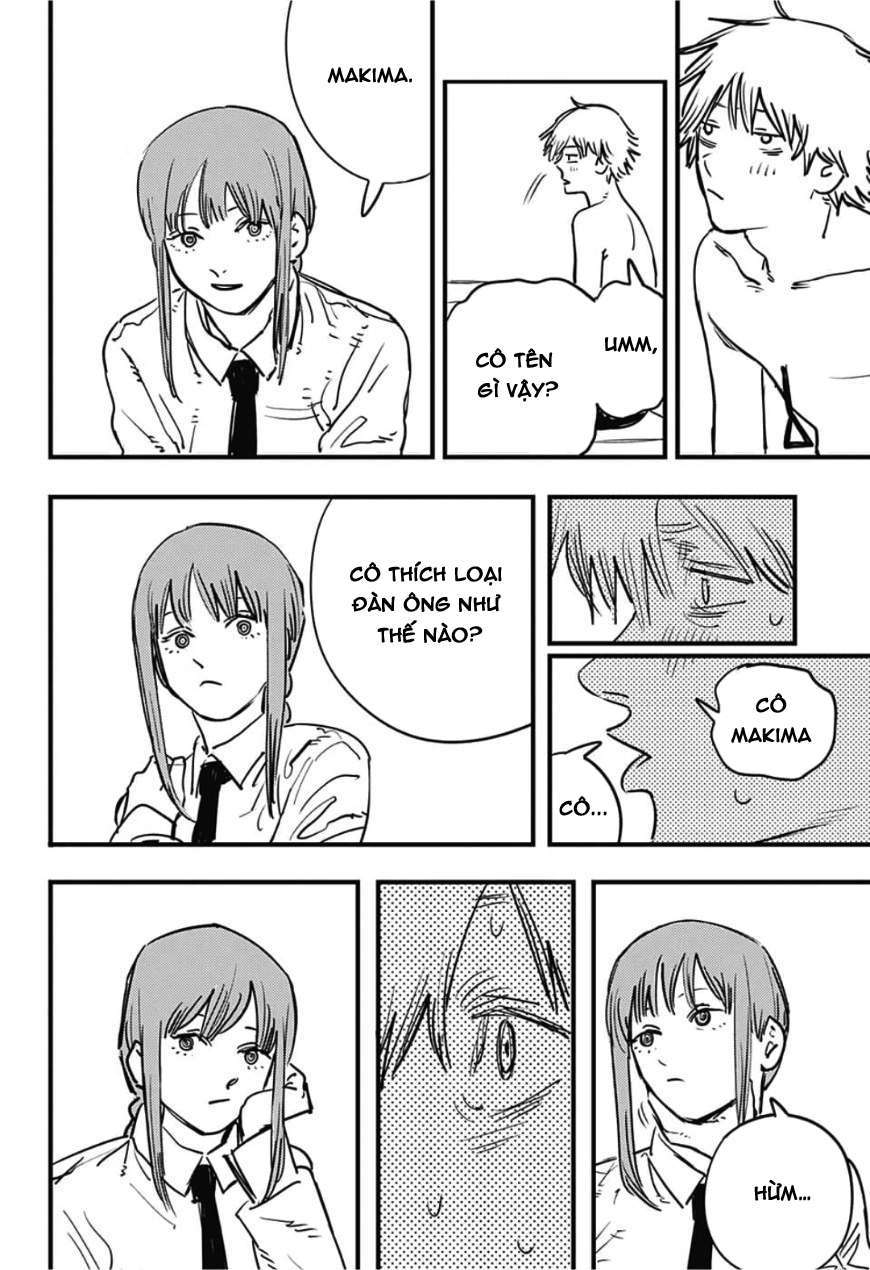 UMM,
CÔ TÊN
GÌ VẬY?
MAKIMA.
CÔ
MAKIMA
CÔ...
CÔ THÍCH LOẠI
ĐÀN ÔNG NHƯ
THẾ NÀO?
HỪM...